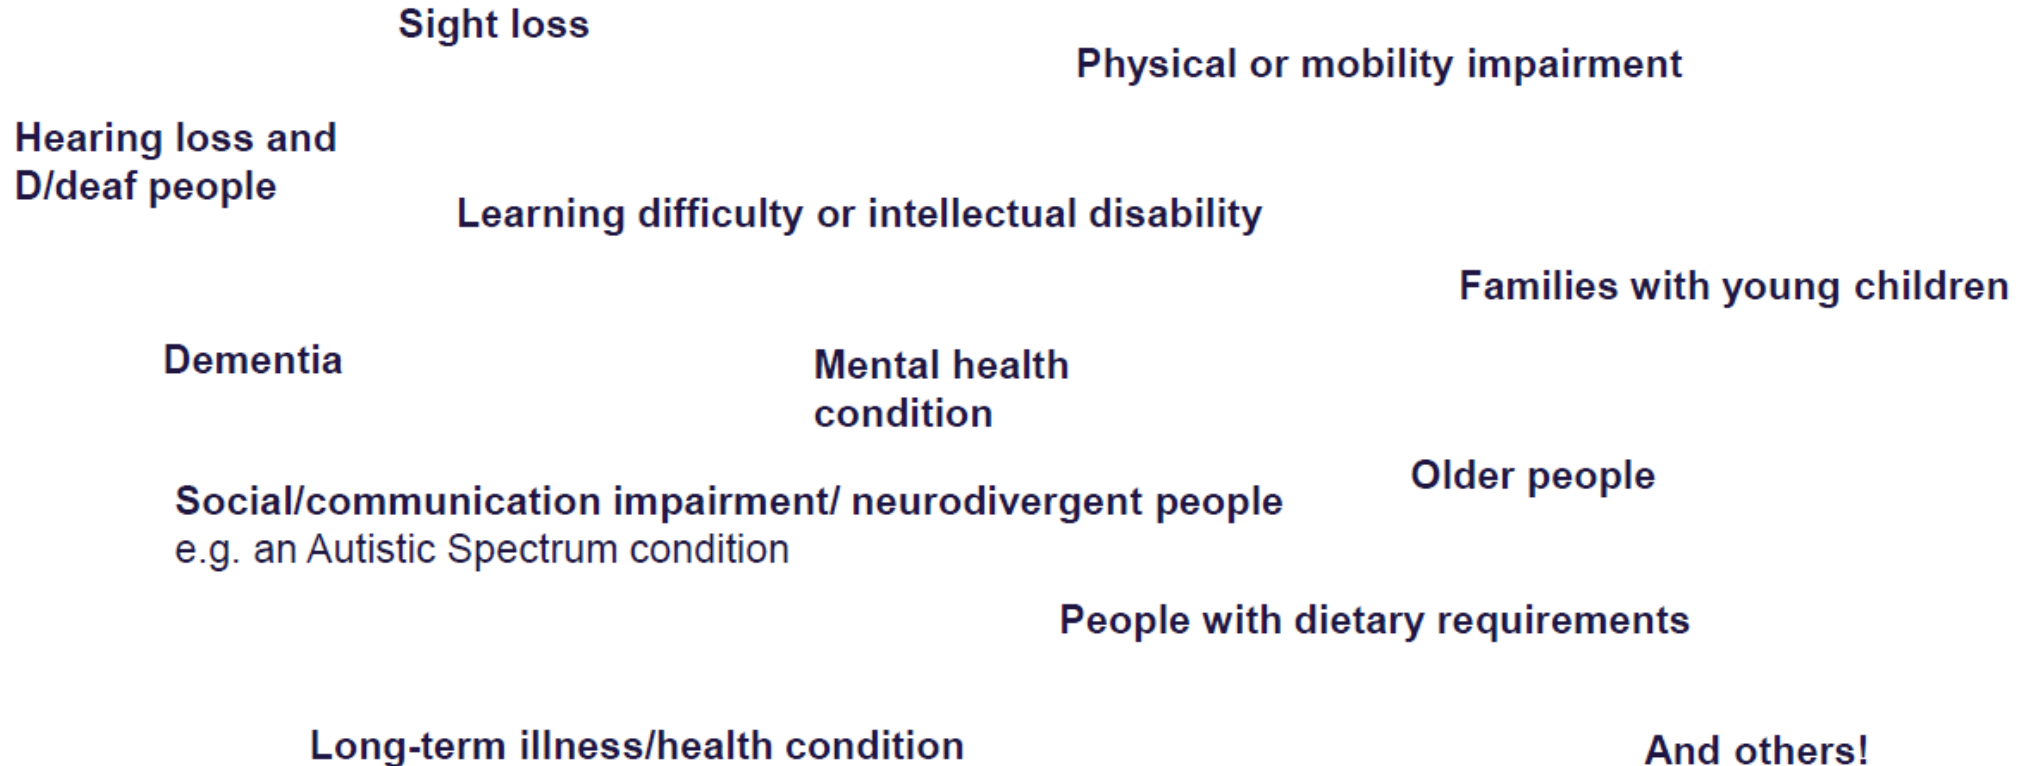 Sight loss
Physical or mobility impairment
Hearing loss and
D/deaf people
Learning difficulty or intellectual disability
Families with young children
Dementia
Mental health
condition
Older people
Social/communication impairment/ neurodivergent people
e.g. an Autistic Spectrum condition
People with dietary requirements
Long-term illness/health condition
And others!